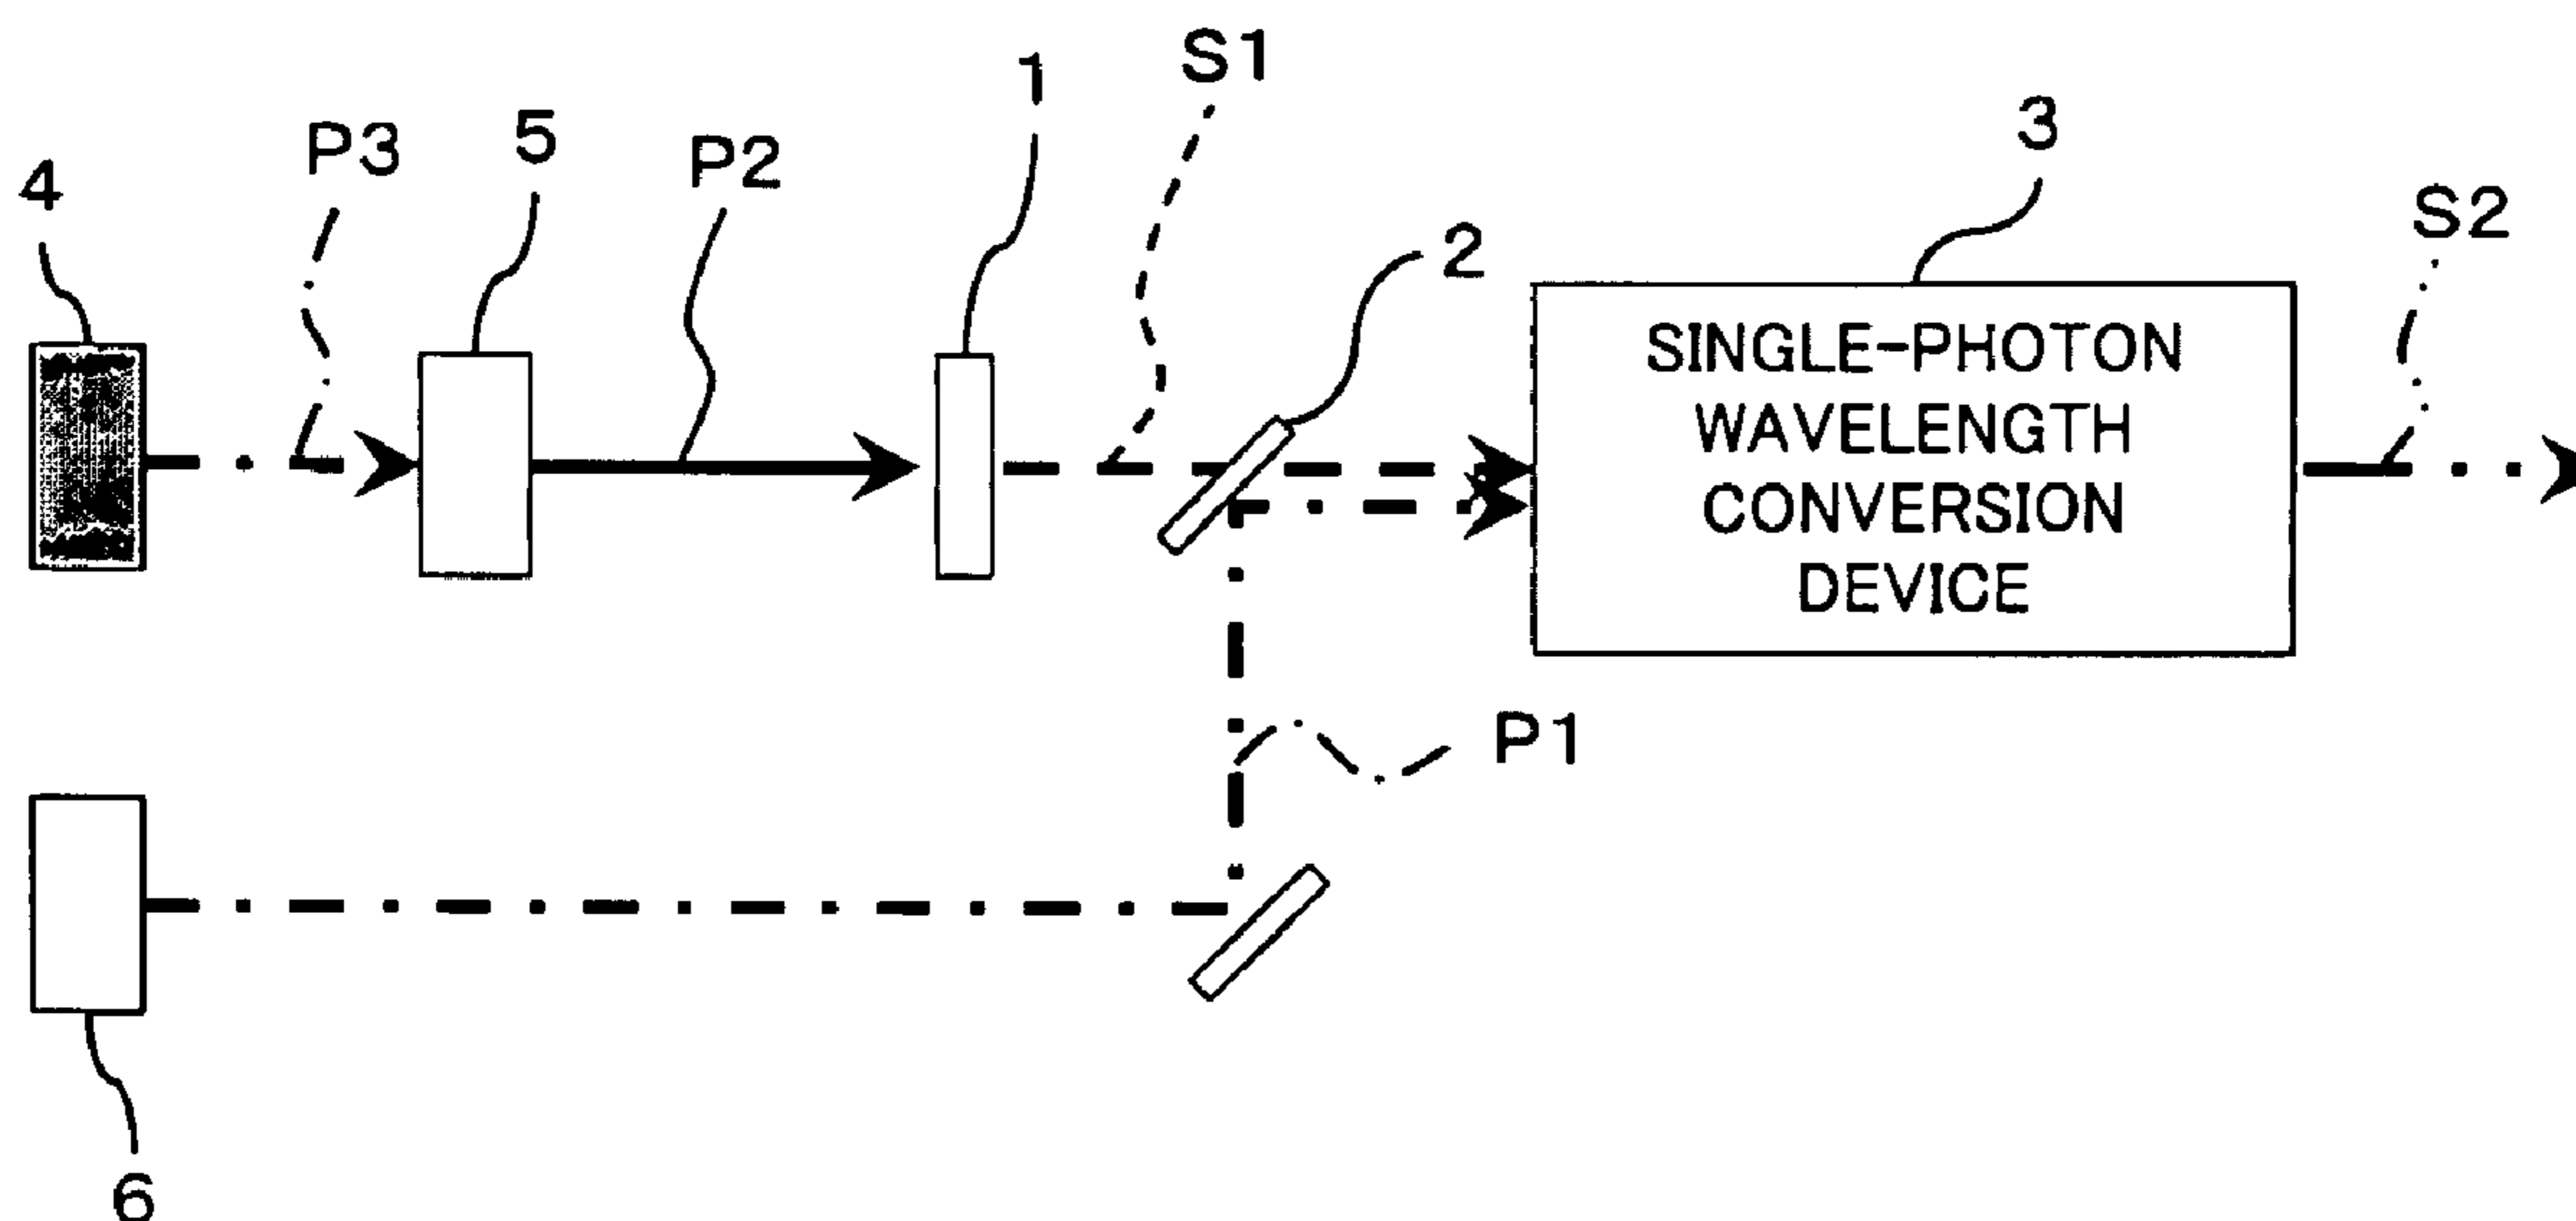 S1
1
3
5
P3
P2
4
S2
2
SINGLE-PHOTON
WAVELENGTH
CONVERSION
DEVICE
P1
6